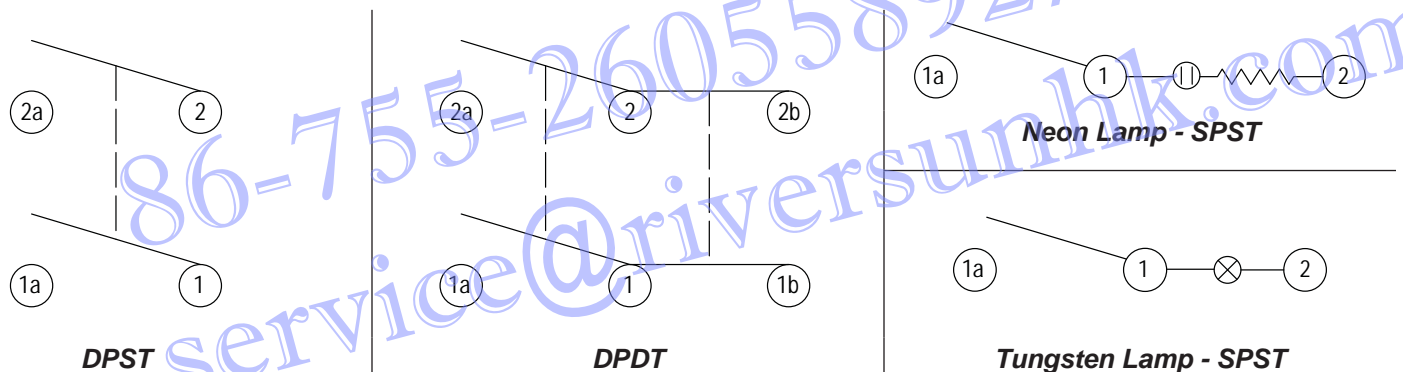 2a
2
1a
1
DPST
2a
2
2b
1a
1
1b
DPDT
1a
1
2
Neon Lamp - SPST
1a
1
2
Tungsten Lamp - SPST
86-755-26055892
service@riversunhk.com